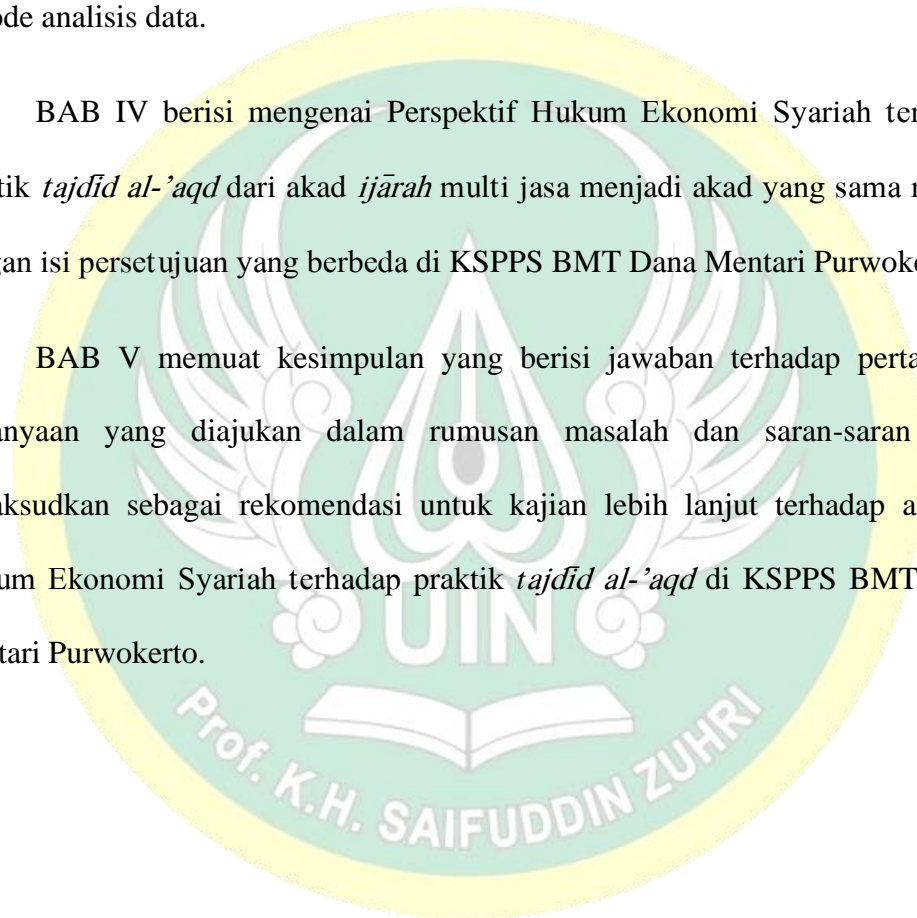 ode analisis data.
BAB IV berisi mengenai Perspektif Hukum Ekonomi Syariah ter
tik tajdīd al-'aqd dari akad ijārah multi jasa menjadi akad yang sama n
gan isi persetujuan yang berbeda di KSPPS BMT Dana Mentari Purwoke
BAB V memuat kesimpulan yang berisi jawaban terhadap perta
anyaan yang diajukan dalam rumusan masalah dan saran-saran
aksudkan sebagai rekomendasi untuk kajian lebih lanjut terhadap a
um Ekonomi Syariah terhadap praktik tajdīd al-'aqd di KSPPS BMT
tari Purwokerto.
UIN
Prof. K.H. SAIFUDDIN ZUHRI